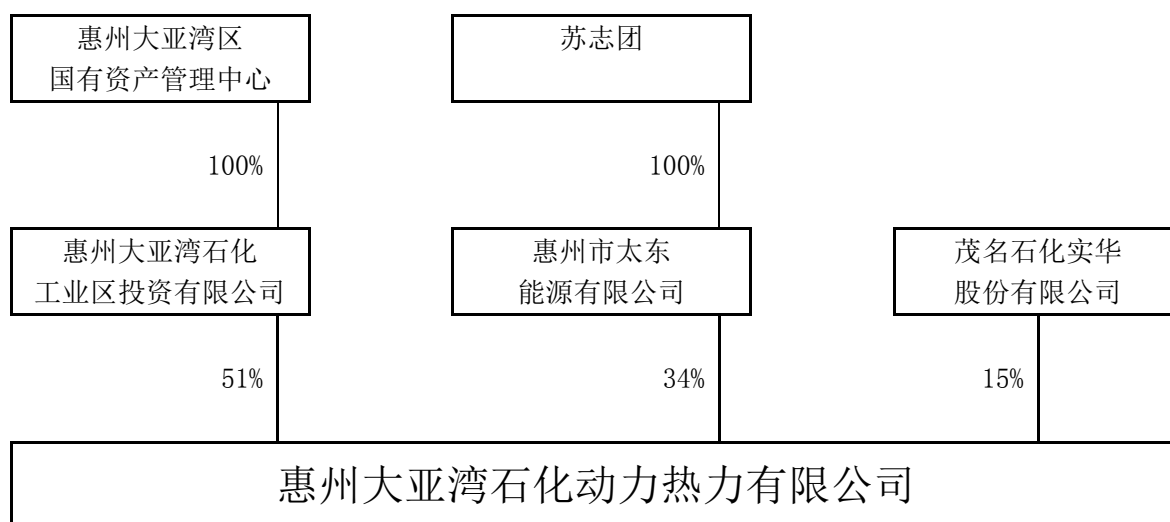 惠州大亚湾区
国有资产管理中心
苏志团
100%
100%
惠州大亚湾石化
工业区投资有限公司
惠州市太东
能源有限公司
茂名石化实华
股份有限公司
51%
34%
15%
惠州大亚湾石化动力热力有限公司